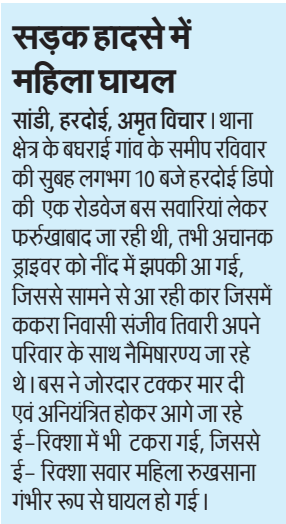 सड़क हादसे में
महिला घायल
सांडी, हरदोई, अमृत विचार। थाना
क्षेत्र के बघराई गांव के समीप रविवार
की सुबह लगभग 10 बजे हरदोई डिपो
की एक रोडवेज बस सवारियां लेकर
फर्रुखाबाद जा रही थी, तभी अचानक
ड्राइवर को नींद में झपकी आ गई,
जिससे सामने से आ रही कार जिसमें
ककरा निवासी संजीव तिवारी अपने
परिवार के साथ नैमिषारण्य जा रहे
थे। बस ने जोरदार टक्कर मार दी
एवं अनियंत्रित होकर आगे जा रहे
ई-रिक्शा में भी टकरा गई, जिससे
ई- रिक्शा सवार महिला रुखसाना
गंभीर रूप से घायल हो गई।